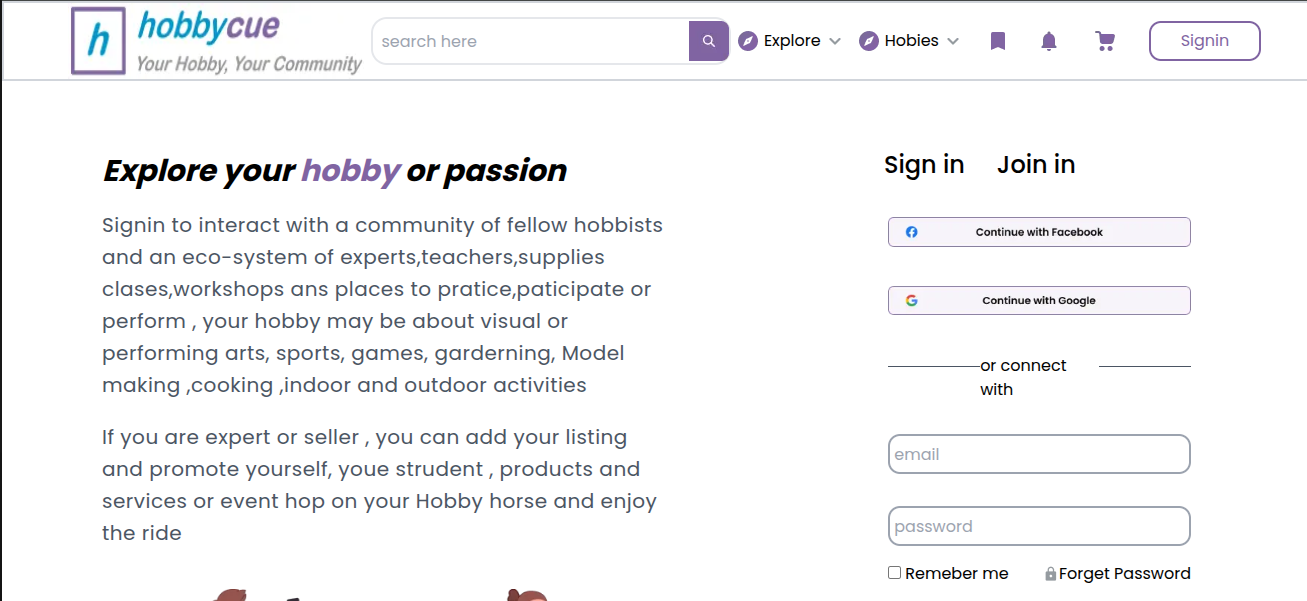 h hobbycue
Your Hobby, Your Community
search here
Explore
Hobies
Signin
Explore your hobby or passion
Signin to interact with a community of fellow hobbists
and an eco-system of experts,teachers,supplies
clases,workshops ans places to pratice,paticipate or
perform , your hobby may be about visual or
performing arts, sports, games, garderning, Model
making ,cooking ,indoor and outdoor activities
If you are expert or seller , you can add your listing
and promote yourself, youe strudent , products and
services or event hop on your Hobby horse and enjoy
the ride
Sign in
Join in
Continue with Facebook
Continue with Google
or connect
with
email
password
Remeber me
Forget Password